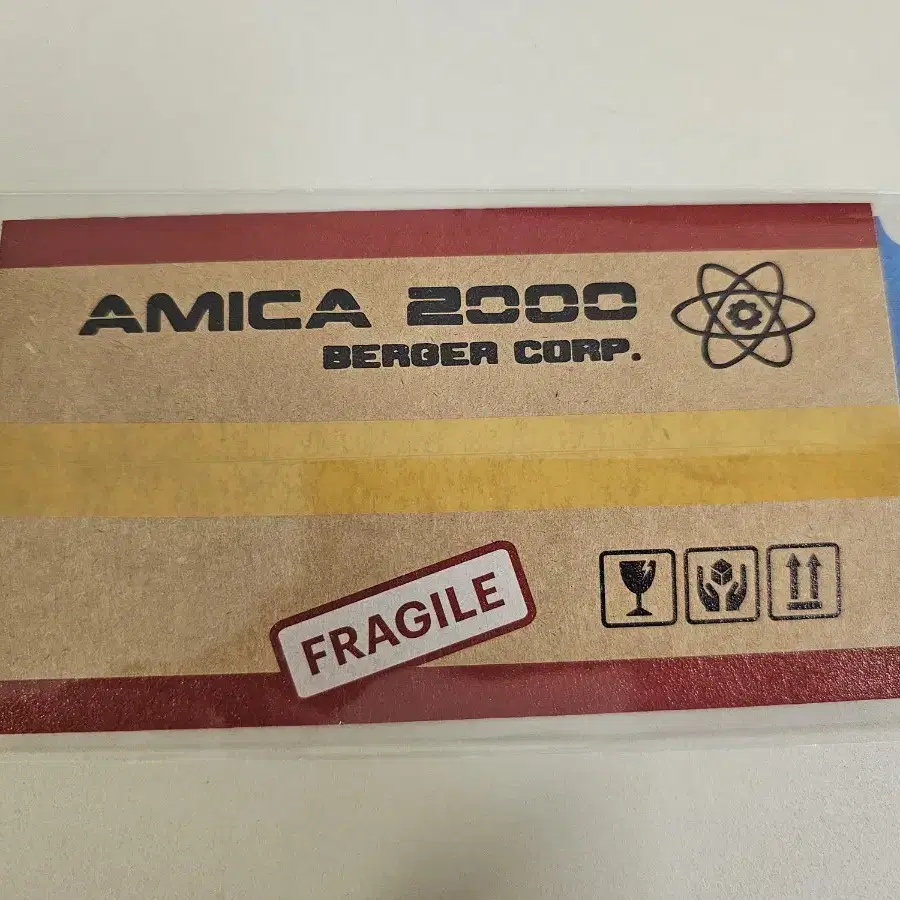 AMICA 2000
BERGER CORP.
FRAGILE